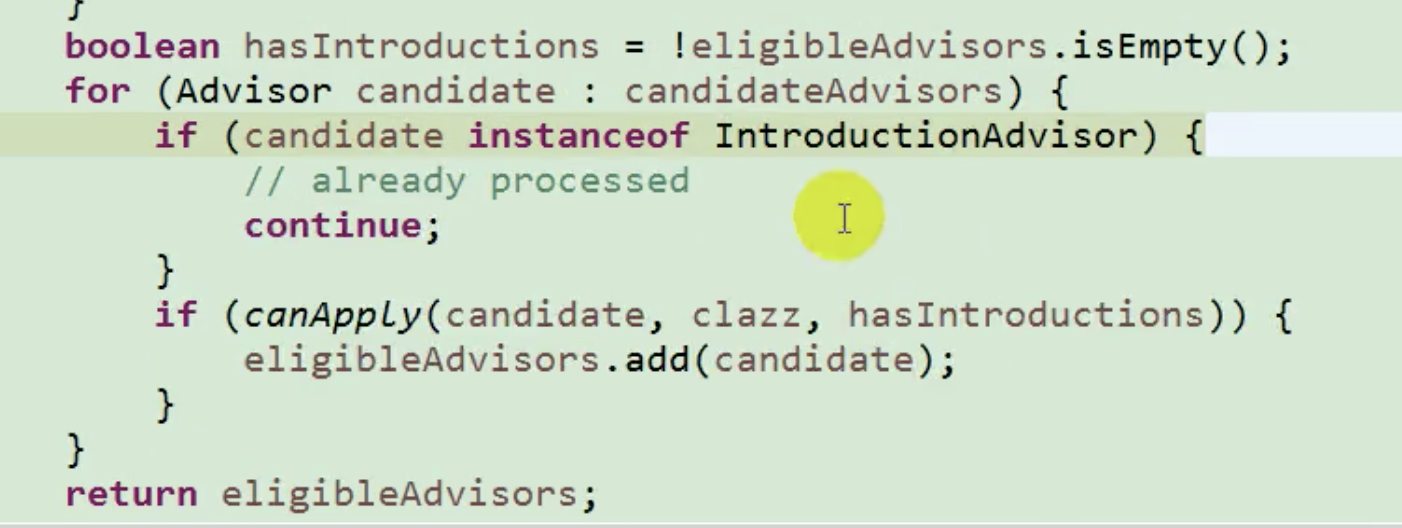 }
boolean hasIntroductions = !eligibleAdvisors.isEmpty();
for (Advisor candidate : candidateAdvisors) {
    if (candidate instanceof IntroductionAdvisor) {
        // already processed
        continue;
    }
    if (canApply(candidate, clazz, hasIntroductions)) {
        eligibleAdvisors.add(candidate);
    }
}
return eligibleAdvisors;